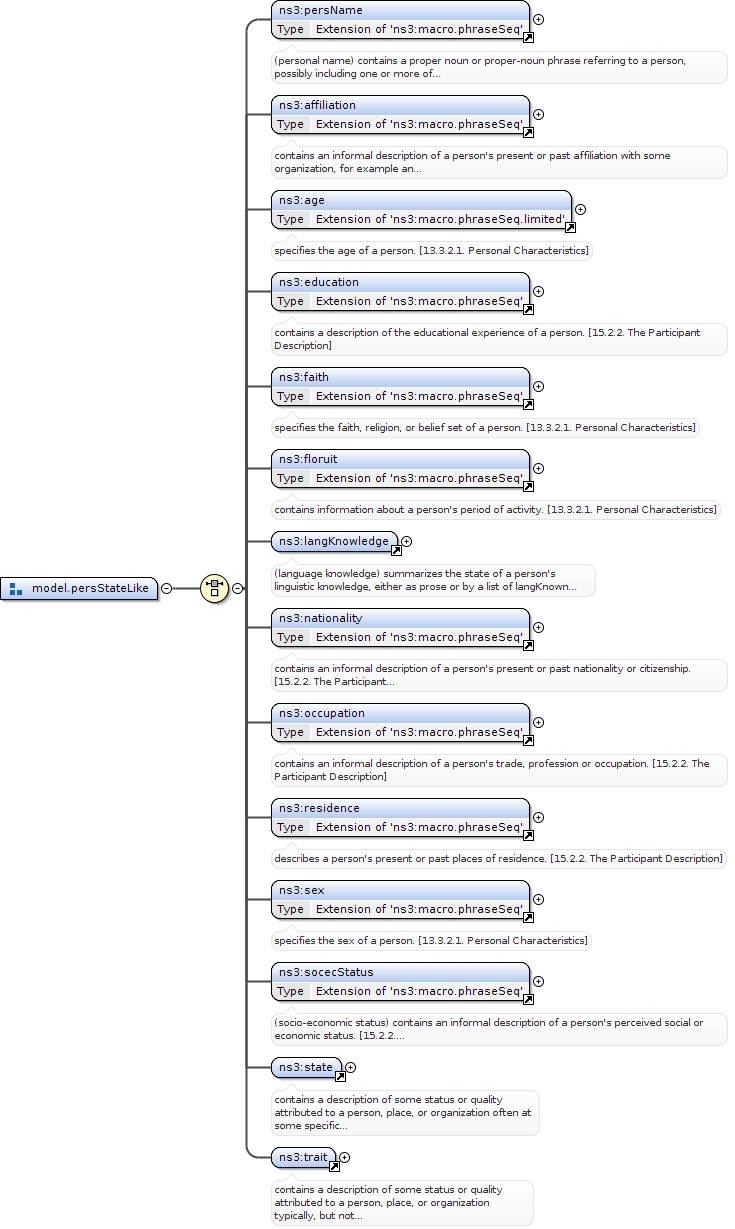 ns3:persName
Type Extension of 'ns3:macro.phraseSeq'
(personal name) contains a proper noun or proper-noun phrase referring to a person,
possibly including one or more of...
ns3:affiliation
Type Extension of 'ns3:macro.phraseSeq'
contains an informal description of a person's present or past affiliation with some
organization, for example an...
ns3:age
Type Extension of 'ns3:macro.phraseSeq.limited'
specifies the age of a person. [13.3.2.1. Personal Characteristics]
ns3:education
Type Extension of 'ns3:macro.phraseSeq'
contains a description of the educational experience of a person. [15.2.2. The Participant
Description]
ns3:faith
Type Extension of 'ns3:macro.phraseSeq'
specifies the faith, religion, or belief set of a person. [13.3.2.1. Personal Characteristics]
ns3:floruit
Type Extension of 'ns3:macro.phraseSeq'
contains information about a person's period of activity. [13.3.2.1. Personal Characteristics]
ns3:langKnowledge
(language knowledge) summarizes the state of a person's
linguistic knowledge, either as prose or by a list of langKnown...
model.persStateLike
ns3:nationality
Type Extension of 'ns3:macro.phraseSeq'
contains an informal description of a person's present or past nationality or citizenship.
[15.2.2. The Participant...
ns3:occupation
Type Extension of 'ns3:macro.phraseSeq'
contains an informal description of a person's trade, profession or occupation. [15.2.2. The
Participant Description]
ns3:residence
Type Extension of 'ns3:macro.phraseSeq'
describes a person's present or past places of residence. [15.2.2. The Participant Description]
ns3:sex
Type Extension of 'ns3:macro.phraseSeq'
specifies the sex of a person. [13.3.2.1. Personal Characteristics]
ns3:socecStatus
Type Extension of 'ns3:macro.phraseSeq'
(socio-economic status) contains an informal description of a person's perceived social or
economic status. [15.2.2....
ns3:state
contains a description of some status or quality
attributed to a person, place, or organization often at
some specific...
ns3:trait
contains a description of some status or quality
attributed to a person, place, or organization
typically, but not...